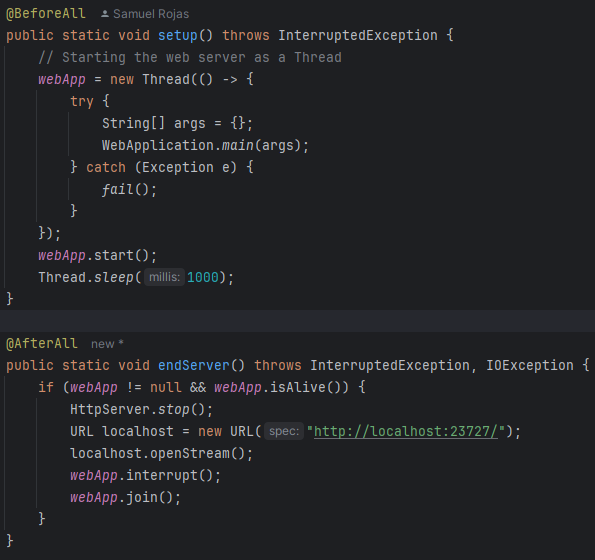 @BeforeAll Samuel Rojas
public static void setup() throws InterruptedException {
// Starting the web server as a Thread
webApp = new Thread(() -> {
try {
String[] args = {};
WebApplication.main(args);
} catch (Exception e) {
fail();
}
});
webApp.start();
Thread.sleep( millis: 1000);
}
@AfterAll new *
public static void endServer() throws InterruptedException, IOException {
if (webApp != null && webApp.isAlive()) {
HttpServer.stop();
URL localhost = new URL( spec: "http://localhost:23727/");
localhost.openStream();
webApp.interrupt();
webApp.join();
}
}